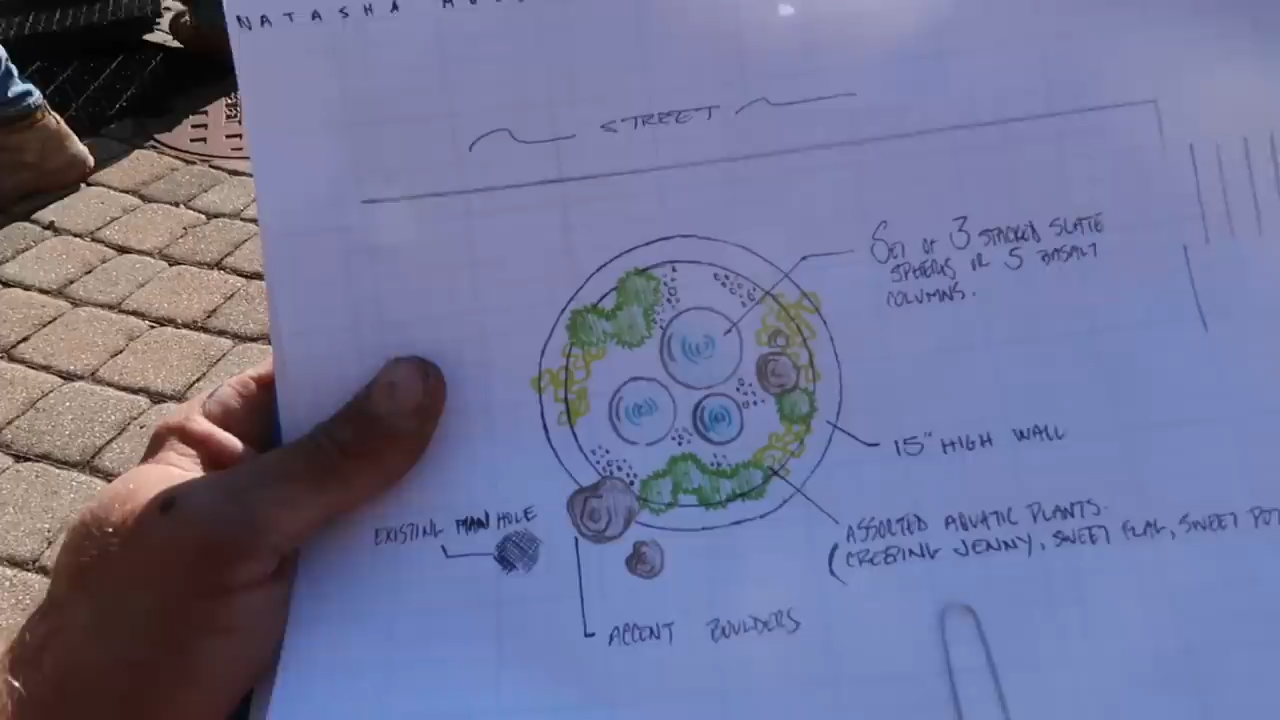 NATASHA
STREET
SET OF 3 STACKED SLATE
SPHERES OR 5 BASALT
COLUMNS.
15" HIGH WALL
EXISTING MAN HOLE
ASSORTED AQUATIC PLANTS.
(CREEPING JENNY, SWEET FLAG, SWEET POT
ACCENT BOULDERS